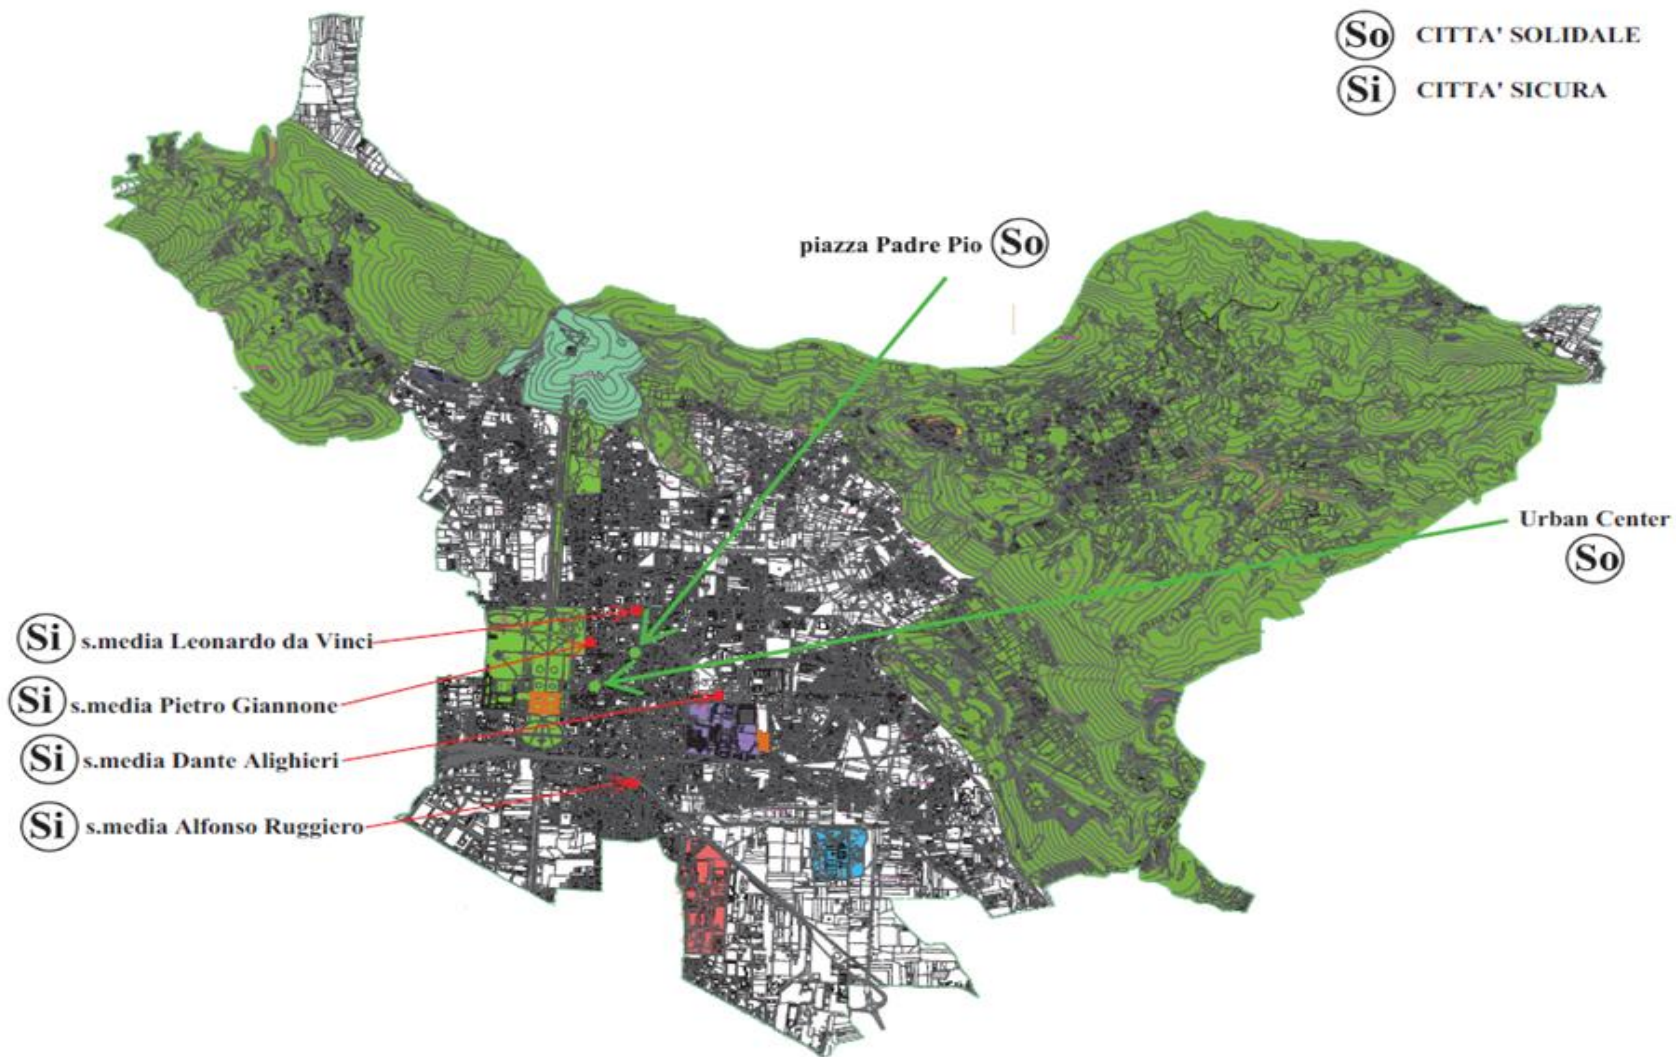 So CITTA' SOLIDALE
Si CITTA' SICURA
piazza Padre Pio So
Urban Center
So
Si s.media Leonardo da Vinci
Si s.media Pietro Giannone
Si s.media Dante Alighieri
Si s.media Alfonso Ruggiero